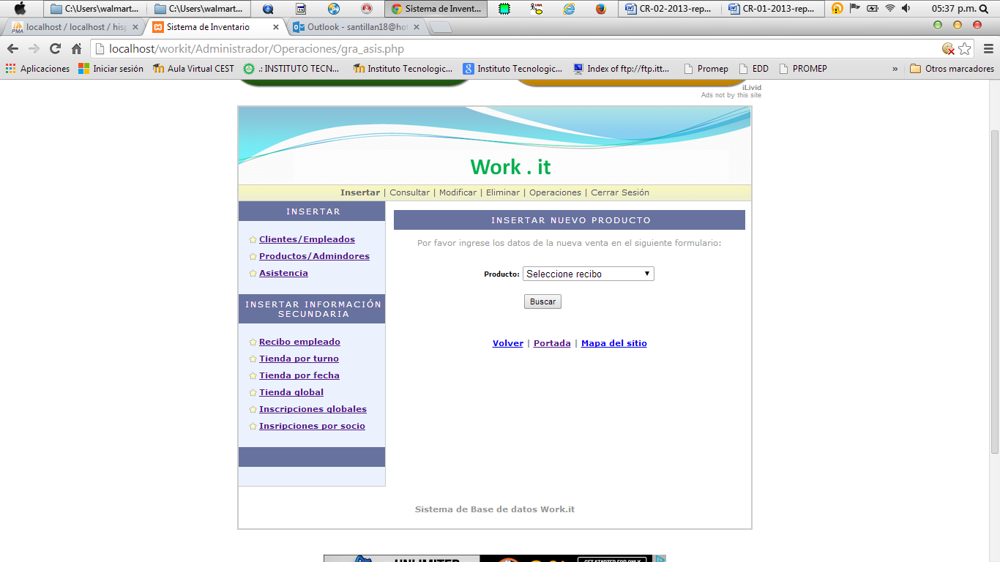 C:\Users\walmart...
C:\Users\walmart...
Sistema de Invent...
CR-02-2013-rep...
CR-01-2013-rep...
05:37 p.m.
localhost / localhost / hisp
Sistema de Inventario
Outlook - santillan18@ho
localhost/workit/Administrador/Operaciones/gra_asis.php
Aplicaciones
Iniciar sesión
Aula Virtual CEST
.: INSTITUTO TECN...
Instituto Tecnologic...
Instituto Tecnologic...
Index of ftp://ftp.itt...
Promep
EDD
PROMEP
»
Otros marcadores
iLivid
Ads not by this site
Work . it
Insertar | Consultar | Modificar | Eliminar | Operaciones | Cerrar Sesión
INSERTAR
Clientes/Empleados
Productos/Admindores
Asistencia
INSERTAR INFORMACIÓN
SECUNDARIA
Recibo empleado
Tienda por turno
Tienda por fecha
Tienda global
Inscripciones globales
Insripciones por socio
INSERTAR NUEVO PRODUCTO
Por favor ingrese los datos de la nueva venta en el siguiente formulario:
Producto: Seleccione recibo
Buscar
Volver | Portada | Mapa del sitio
Sistema de Base de datos Work.it
UNLIMITED
GET STARTED FOR ONLY